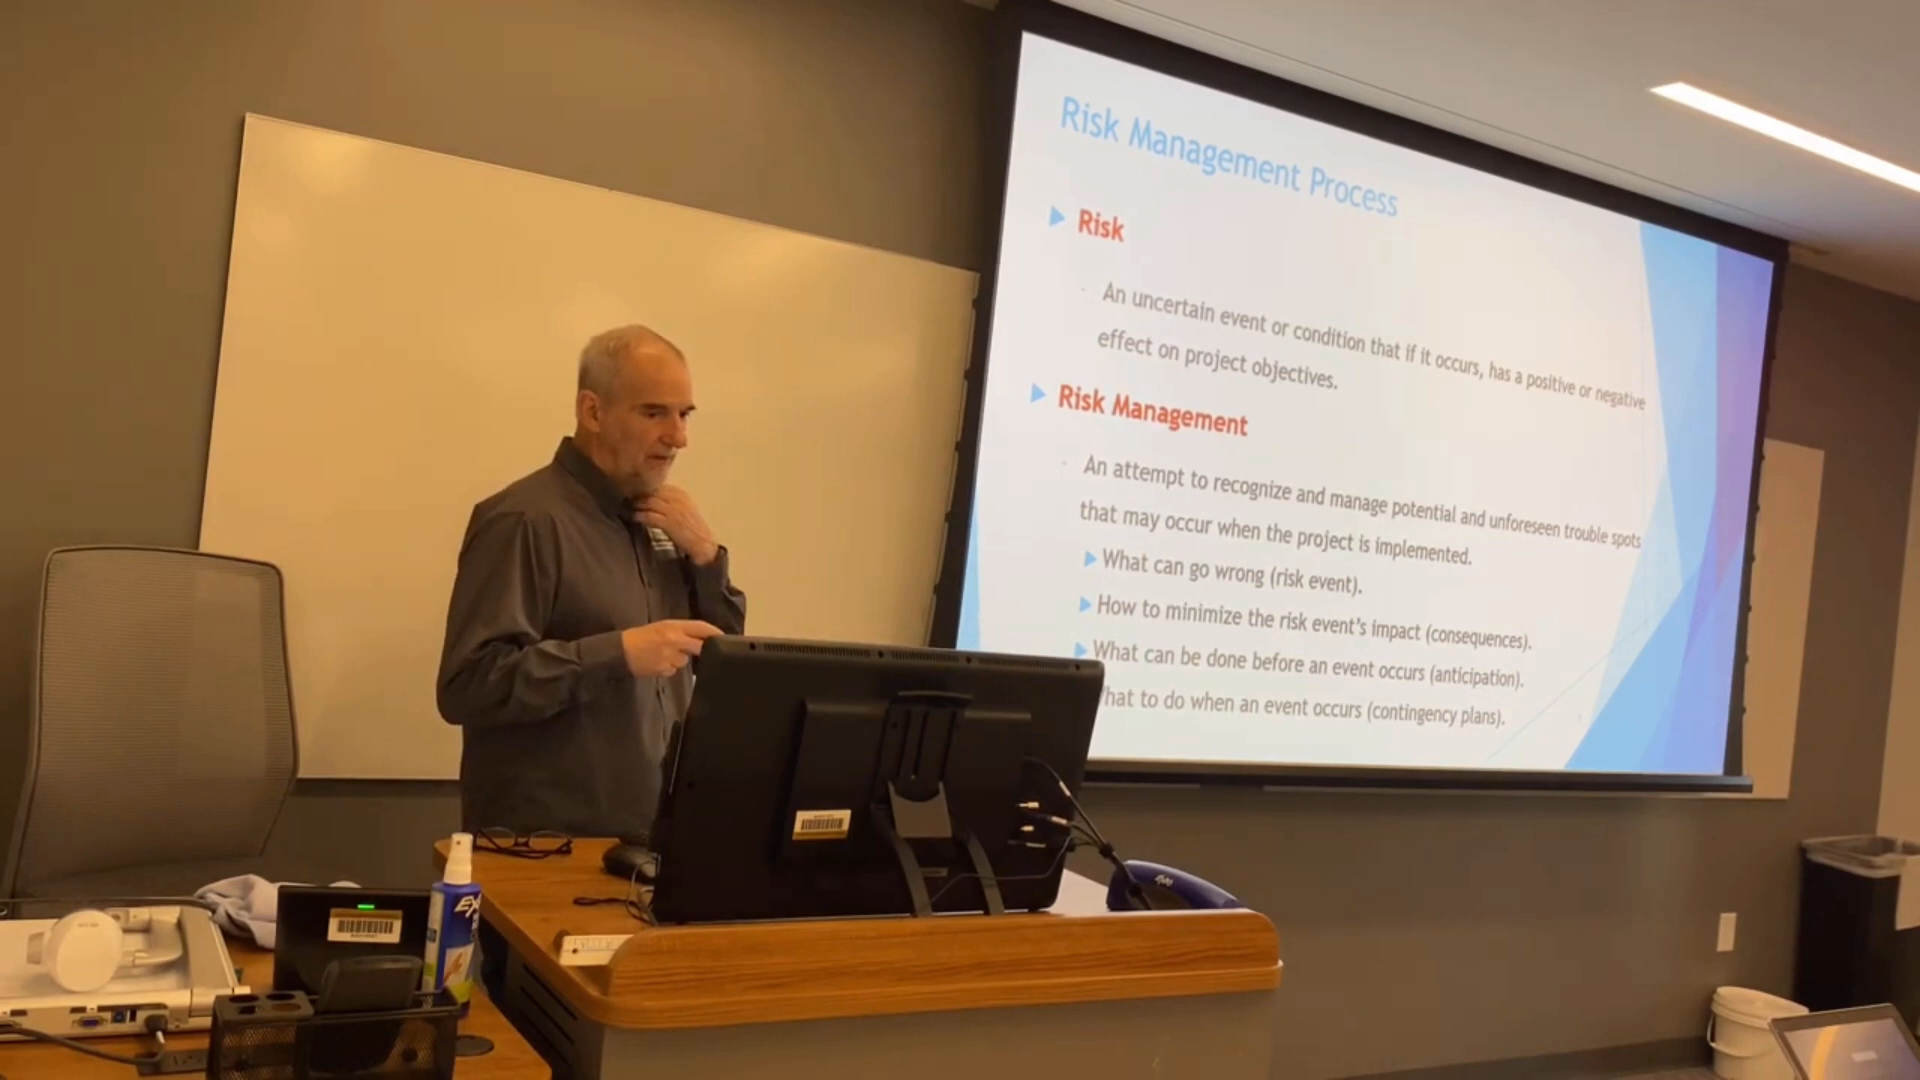 Risk Management Process
Risk
An uncertain event or condition that if it occurs, has a positive or negative
effect on project objectives.
Risk Management
An attempt to recognize and manage potential and unforeseen trouble spots
that may occur when the project is implemented.
What can go wrong (risk event).
How to minimize the risk event's impact (consequences).
What can be done before an event occurs (anticipation).
to do when an event occurs (contingency plans).